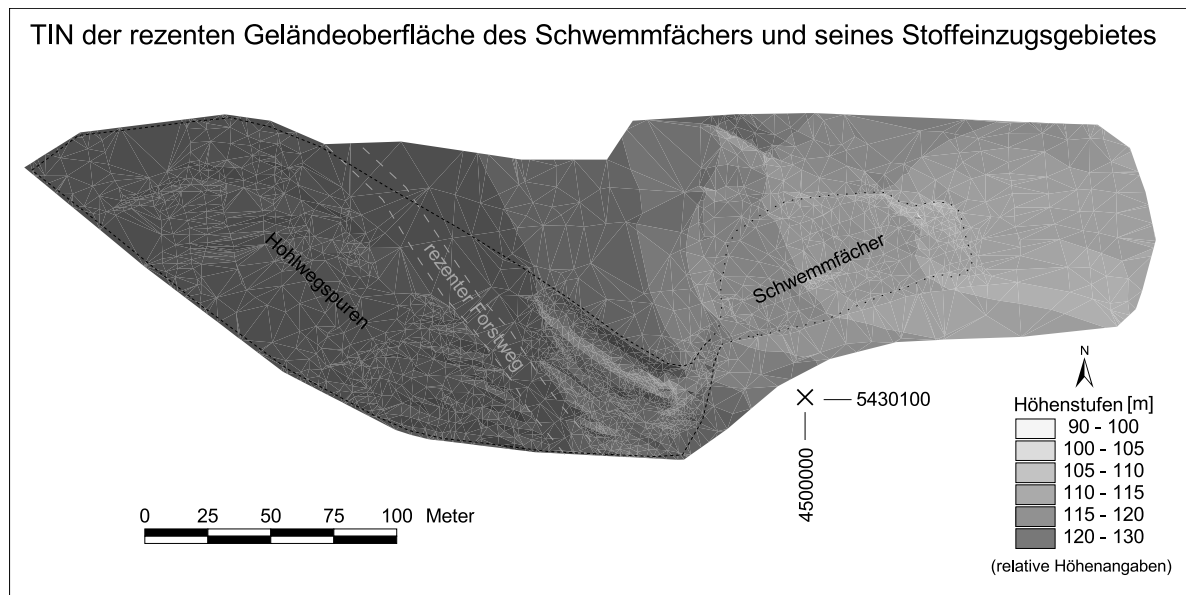 TIN der rezenten Geländeoberfläche des Schwemmfächers und seines Stoffeinzugsgebietes
Hohlwegspuren
rezenter Forstweg
Schwemmfächer
N
5430100
4500000
Höhenstufen [m]
90 - 100
100 - 105
105 - 110
110 - 115
115 - 120
120 - 130
(relative Höhenangaben)
0 25 50 75 100 Meter